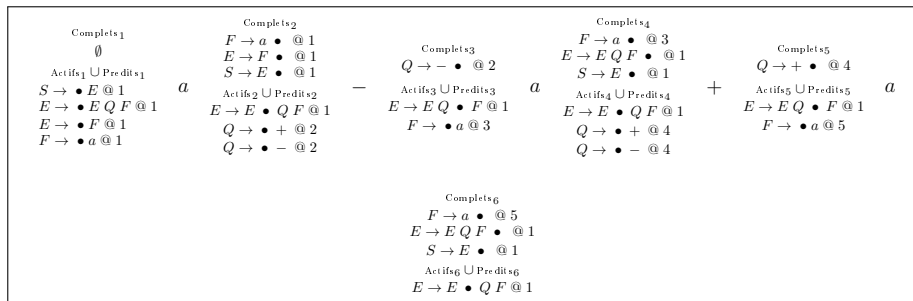 Complets₁
∅
Actifs₁ ∪ Predits₁
S → • E @ 1
E → • E Q F @ 1
E → • F @ 1
F → • a @ 1
a
Complets₂
F → a • @ 1
E → F • @ 1
S → E • @ 1
Actifs₂ ∪ Predits₂
E → E • Q F @ 1
Q → • + @ 2
Q → • − @ 2
−
Complets₃
Q → − • @ 2
Actifs₃ ∪ Predits₃
E → E Q • F @ 1
F → • a @ 3
a
Complets₄
F → a • @ 3
E → E Q F • @ 1
S → E • @ 1
Actifs₄ ∪ Predits₄
E → E • Q F @ 1
Q → • + @ 4
Q → • − @ 4
+
Complets₅
Q → + • @ 4
Actifs₅ ∪ Predits₅
E → E Q • F @ 1
F → • a @ 5
a
Complets₆
F → a • @ 5
E → E Q F • @ 1
S → E • @ 1
Actifs₆ ∪ Predits₆
E → E • Q F @ 1